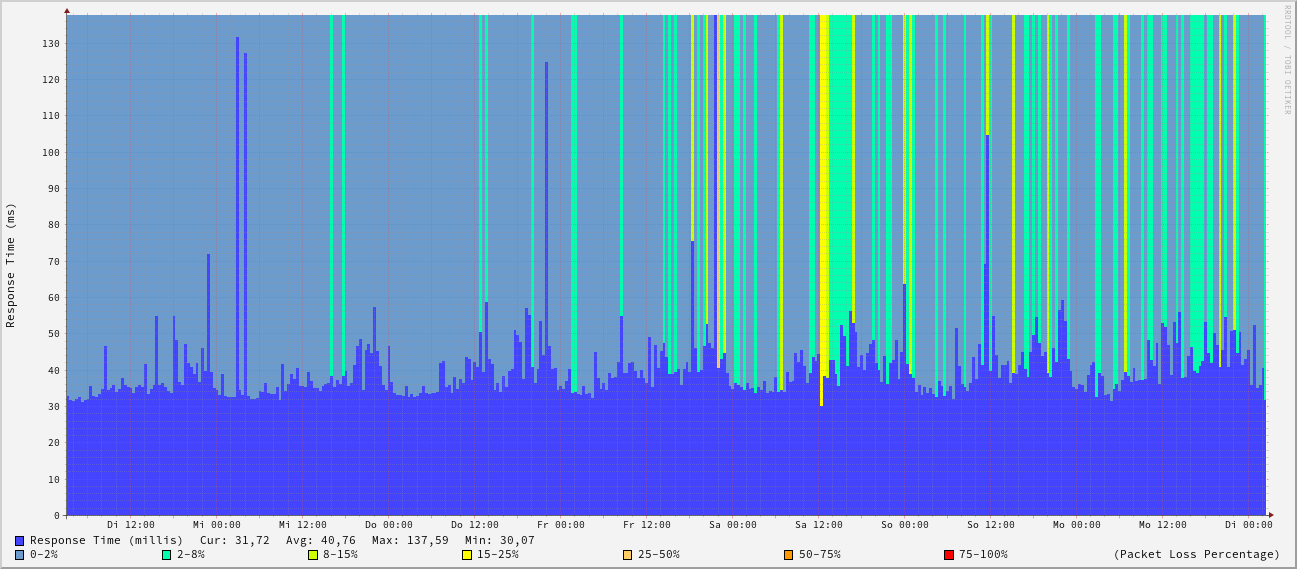 RRDTOOL / TOBI OETIKER
Response Time (ms)
130
120
110
100
90
80
70
60
50
40
30
20
10
0
Di 12:00 Mi 00:00 Mi 12:00 Do 00:00 Do 12:00 Fr 00:00 Fr 12:00 Sa 00:00 Sa 12:00 So 00:00 So 12:00 Mo 00:00 Mo 12:00 Di 00:00
Response Time (millis) Cur: 31,72 Avg: 40,76 Max: 137,59 Min: 30,07
0-2% 2-8% 8-15% 15-25% 25-50% 50-75% 75-100% (Packet Loss Percentage)